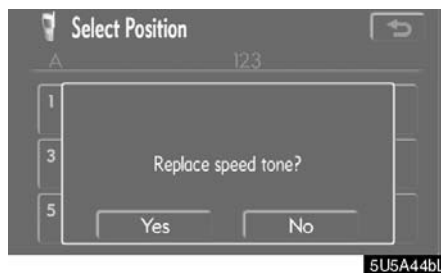 Select Position
A 123
1
3
Replace speed tone?
5
Yes No
5U5A44bL